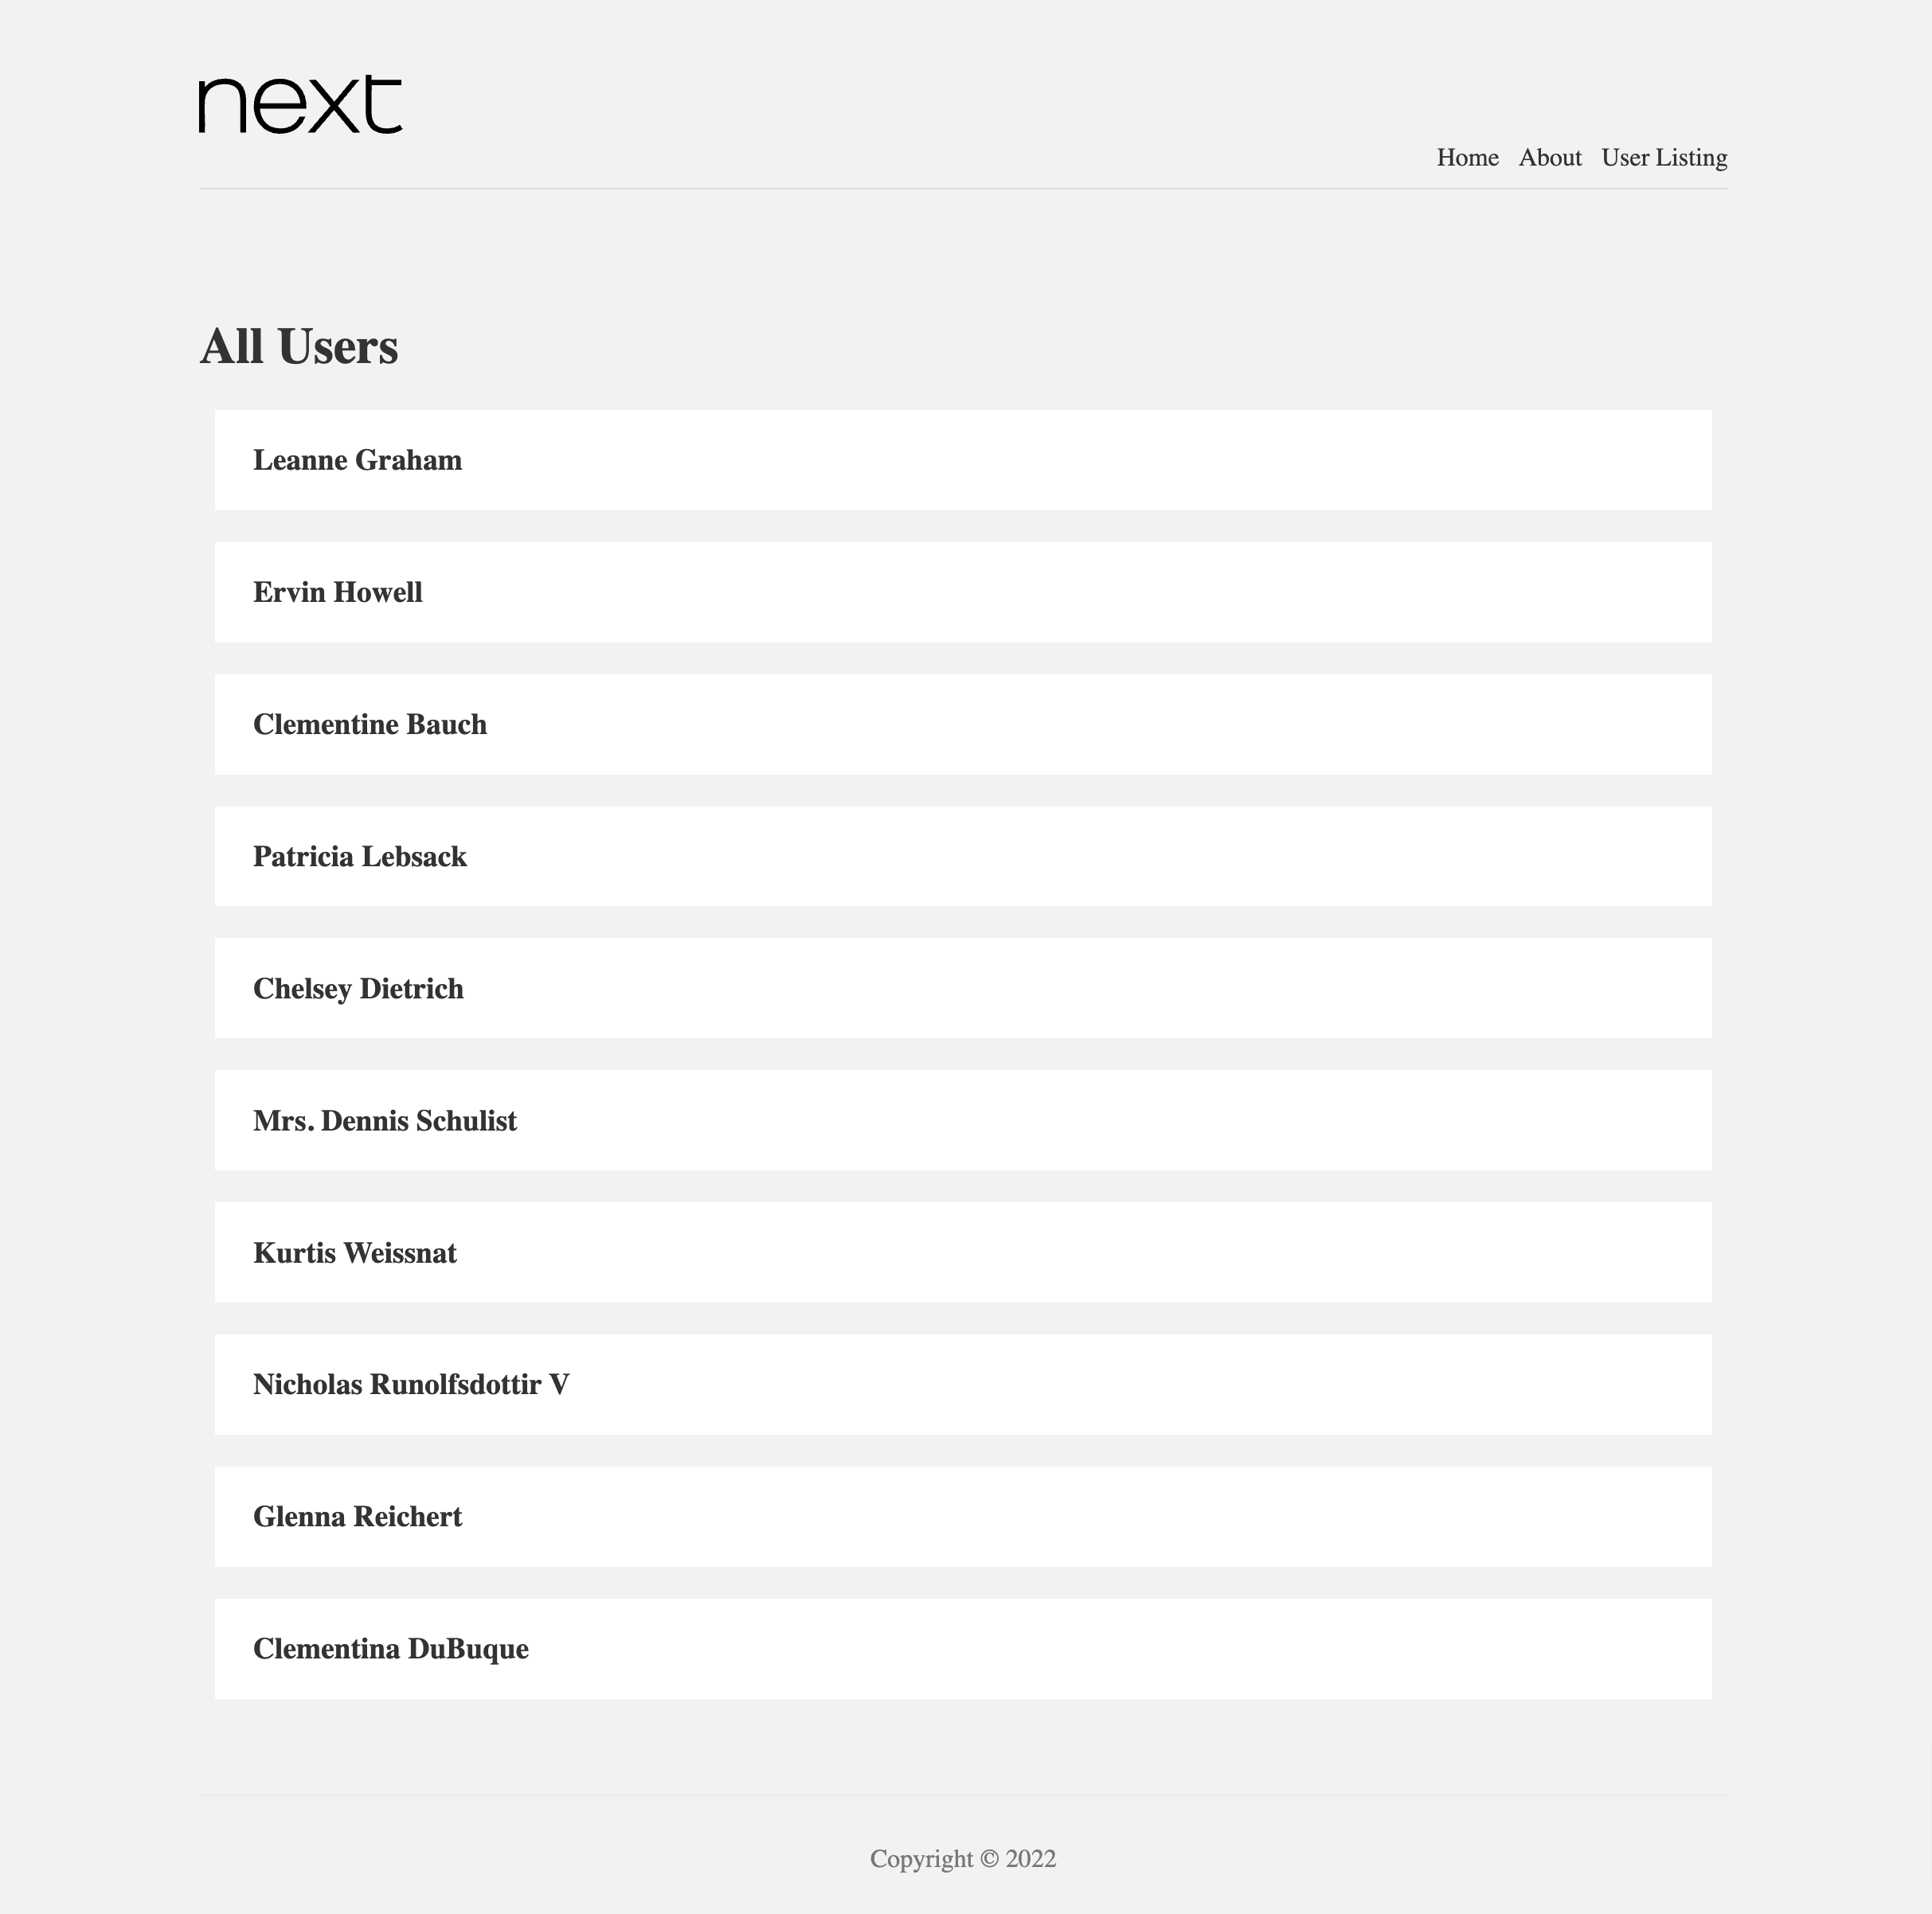 next
Home About User Listing
All Users
Leanne Graham
Ervin Howell
Clementine Bauch
Patricia Lebsack
Chelsey Dietrich
Mrs. Dennis Schulist
Kurtis Weissnat
Nicholas Runolfsdottir V
Glenna Reichert
Clementina DuBuque
Copyright © 2022